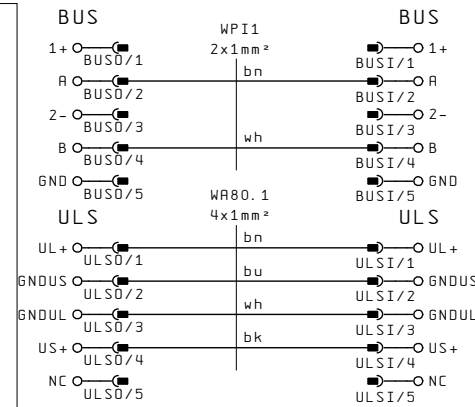 BUS WPI1 BUS
2x1mm²
1+ BUSO/1 BUSI/1 1+
A BUSO/2 bn BUSI/2 A
2- BUSO/3 BUSI/3 2-
B BUSO/4 wh BUSI/4 B
GND BUSO/5 BUSI/5 GND
ULS WA80.1 ULS
4x1mm²
UL+ ULSO/1 bn ULSI/1 UL+
GNDUS ULSO/2 bu ULSI/2 GNDUS
GNDUL ULSO/3 wh ULSI/3 GNDUL
US+ ULSO/4 bk ULSI/4 US+
NC ULSO/5 ULSI/5 NC